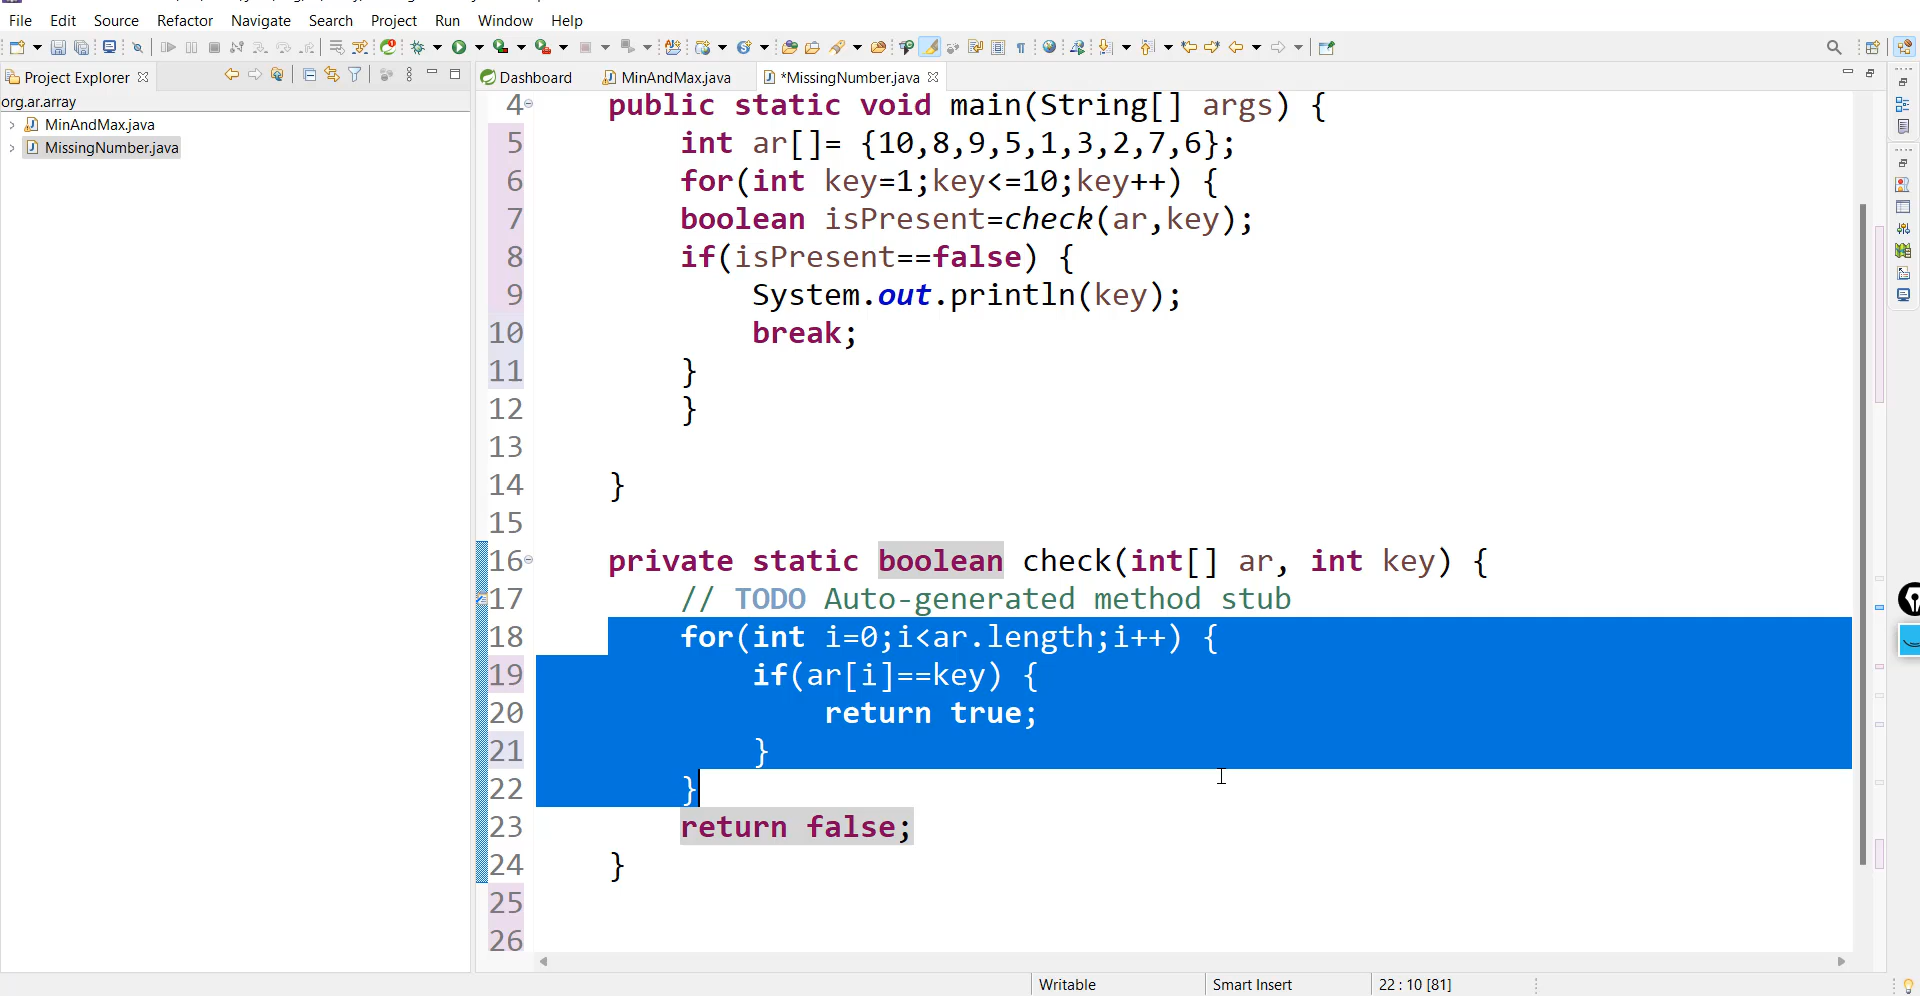 File Edit Source Refactor Navigate Search Project Run Window Help
Project Explorer
org.ar.array
MinAndMax.java
MissingNumber.java
Dashboard MinAndMax.java *MissingNumber.java
4 public static void main(String[] args) {
5 int ar[]= {10,8,9,5,1,3,2,7,6};
6 for(int key=1;key<=10;key++) {
7 boolean isPresent=check(ar,key);
8 if(isPresent==false) {
9 System.out.println(key);
10 break;
11 }
12 }
13
14 }
15
16 private static boolean check(int[] ar, int key) {
17 // TODO Auto-generated method stub
18 for(int i=0;i<ar.length;i++) {
19 if(ar[i]==key) {
20 return true;
21 }
22 }
23 return false;
24 }
25
26
Writable Smart Insert 22 : 10 [81]